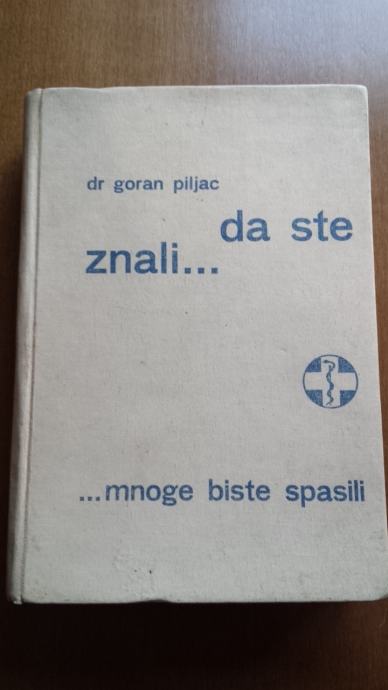 dr goran piljac
da ste
znali...
...mnoge biste spasili